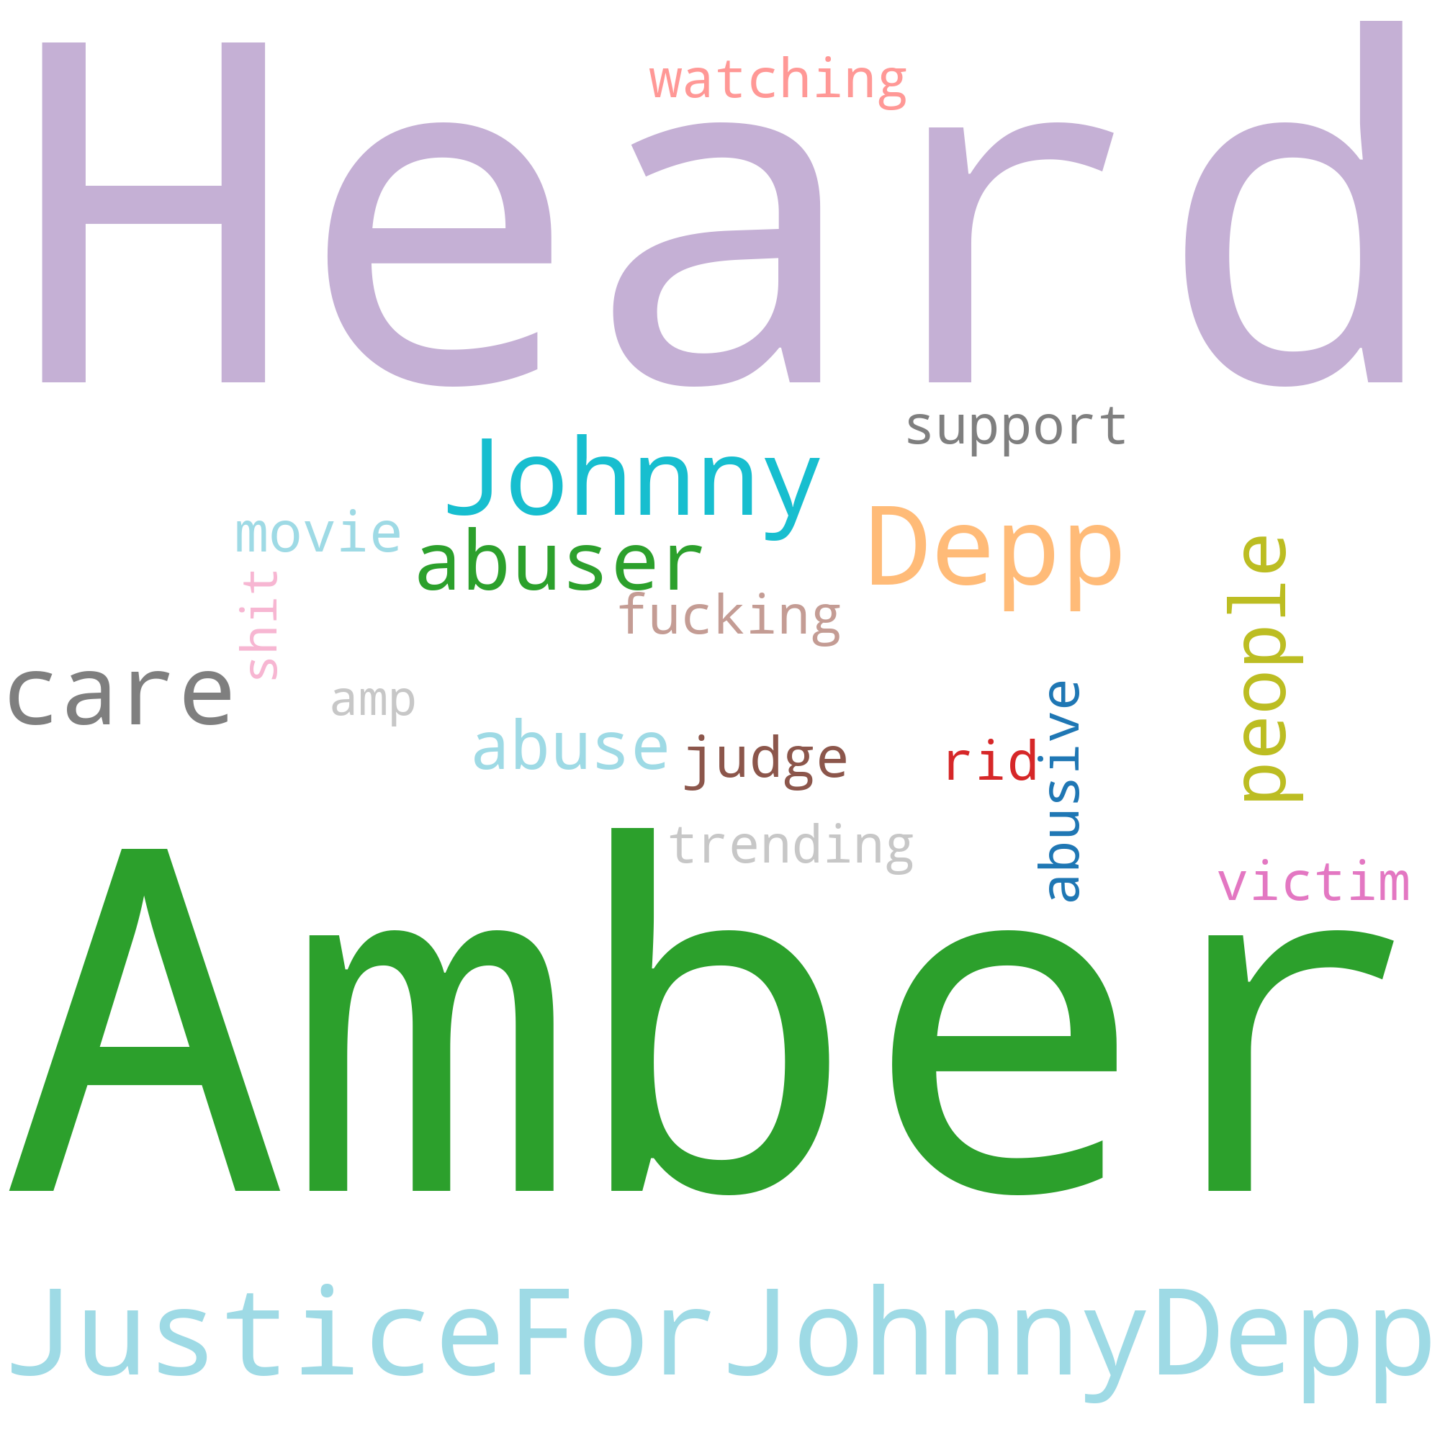 Heard
watching
support
Johnny
Depp
movie
abuser
people
shit
fucking
care
amp
abusive
abuse
judge
rid
trending
victim
Amber
JusticeForJohnnyDepp